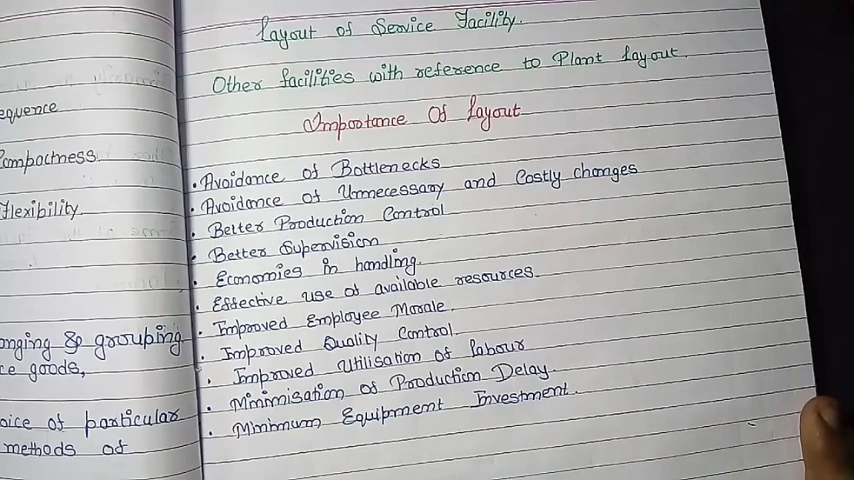 equence
ompactness
Flexibility
onging & grouping
ce goods,
oice of particular
methods of
Layout of Service Facility.
Other facilities with reference to Plant Layout.
Importance Of Layout
• Avoidance of Bottlenecks
• Avoidance of Unnecessary and Costly changes
• Better Production Control
• Better Supervision
• Economies in handling.
• Effective use of available resources.
• Improved Employee Morale.
• Improved Quality Control
• Improved Utilisation of labour
• Minimisation of Production Delay.
• Minimum Equipment Investment.